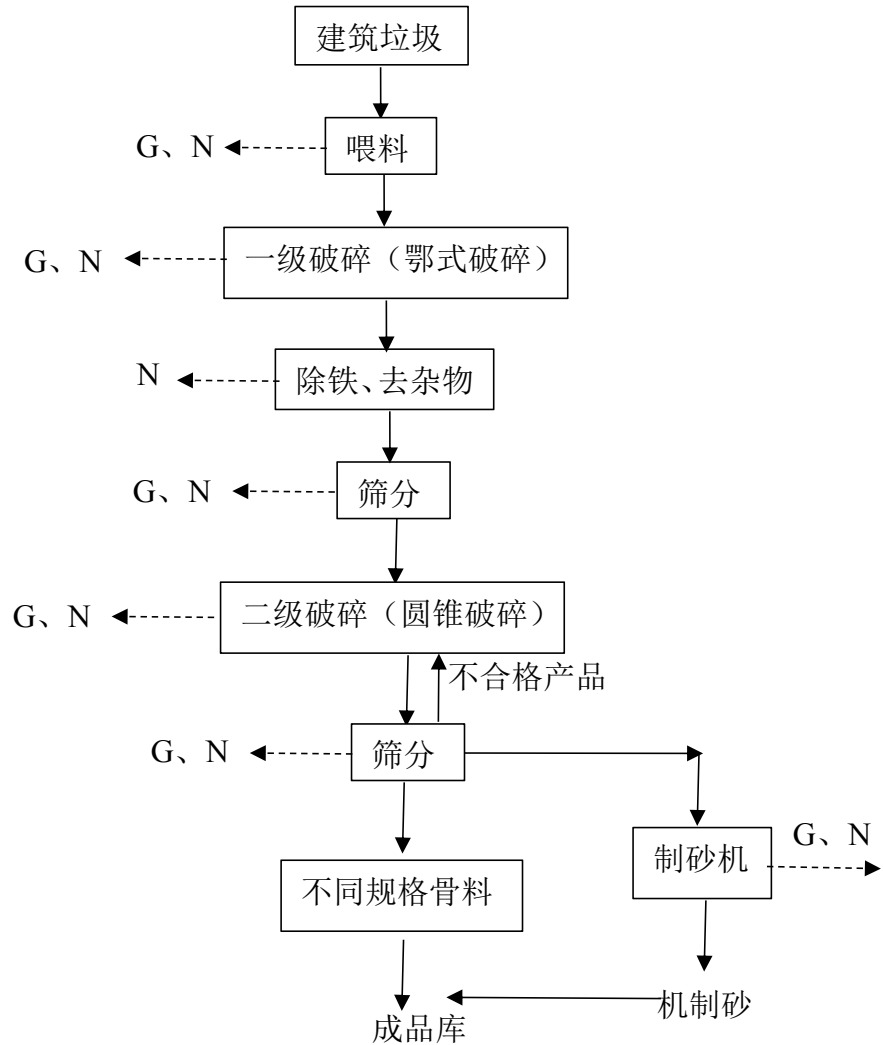 建筑垃圾
G、N
喂料
G、N
一级破碎（鄂式破碎）
N
除铁、去杂物
G、N
筛分
G、N
二级破碎（圆锥破碎）
不合格产品
G、N
筛分
G、N
制砂机
不同规格骨料
机制砂
成品库